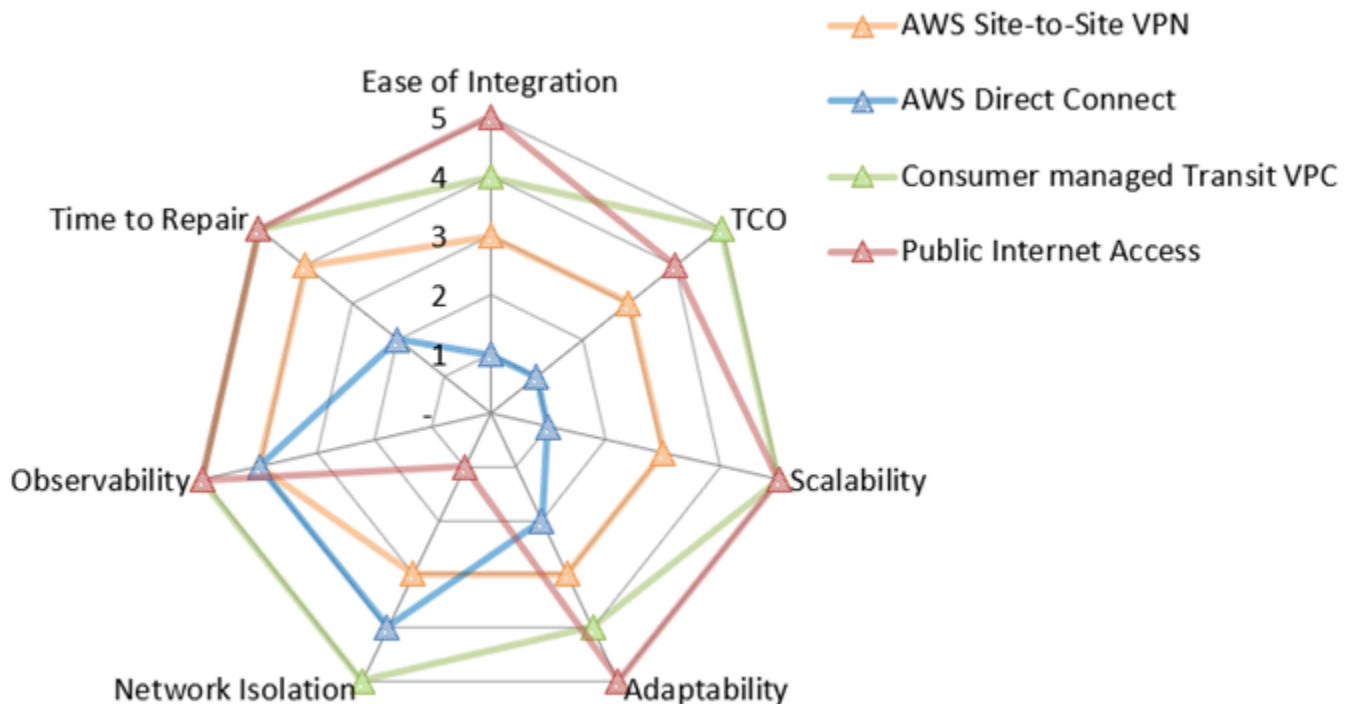 AWS Site-to-Site VPN
AWS Direct Connect
Consumer managed Transit VPC
Public Internet Access
Ease of Integration
5
4
3
2
1
-
TCO
Scalability
Adaptability
Network Isolation
Observability
Time to Repair